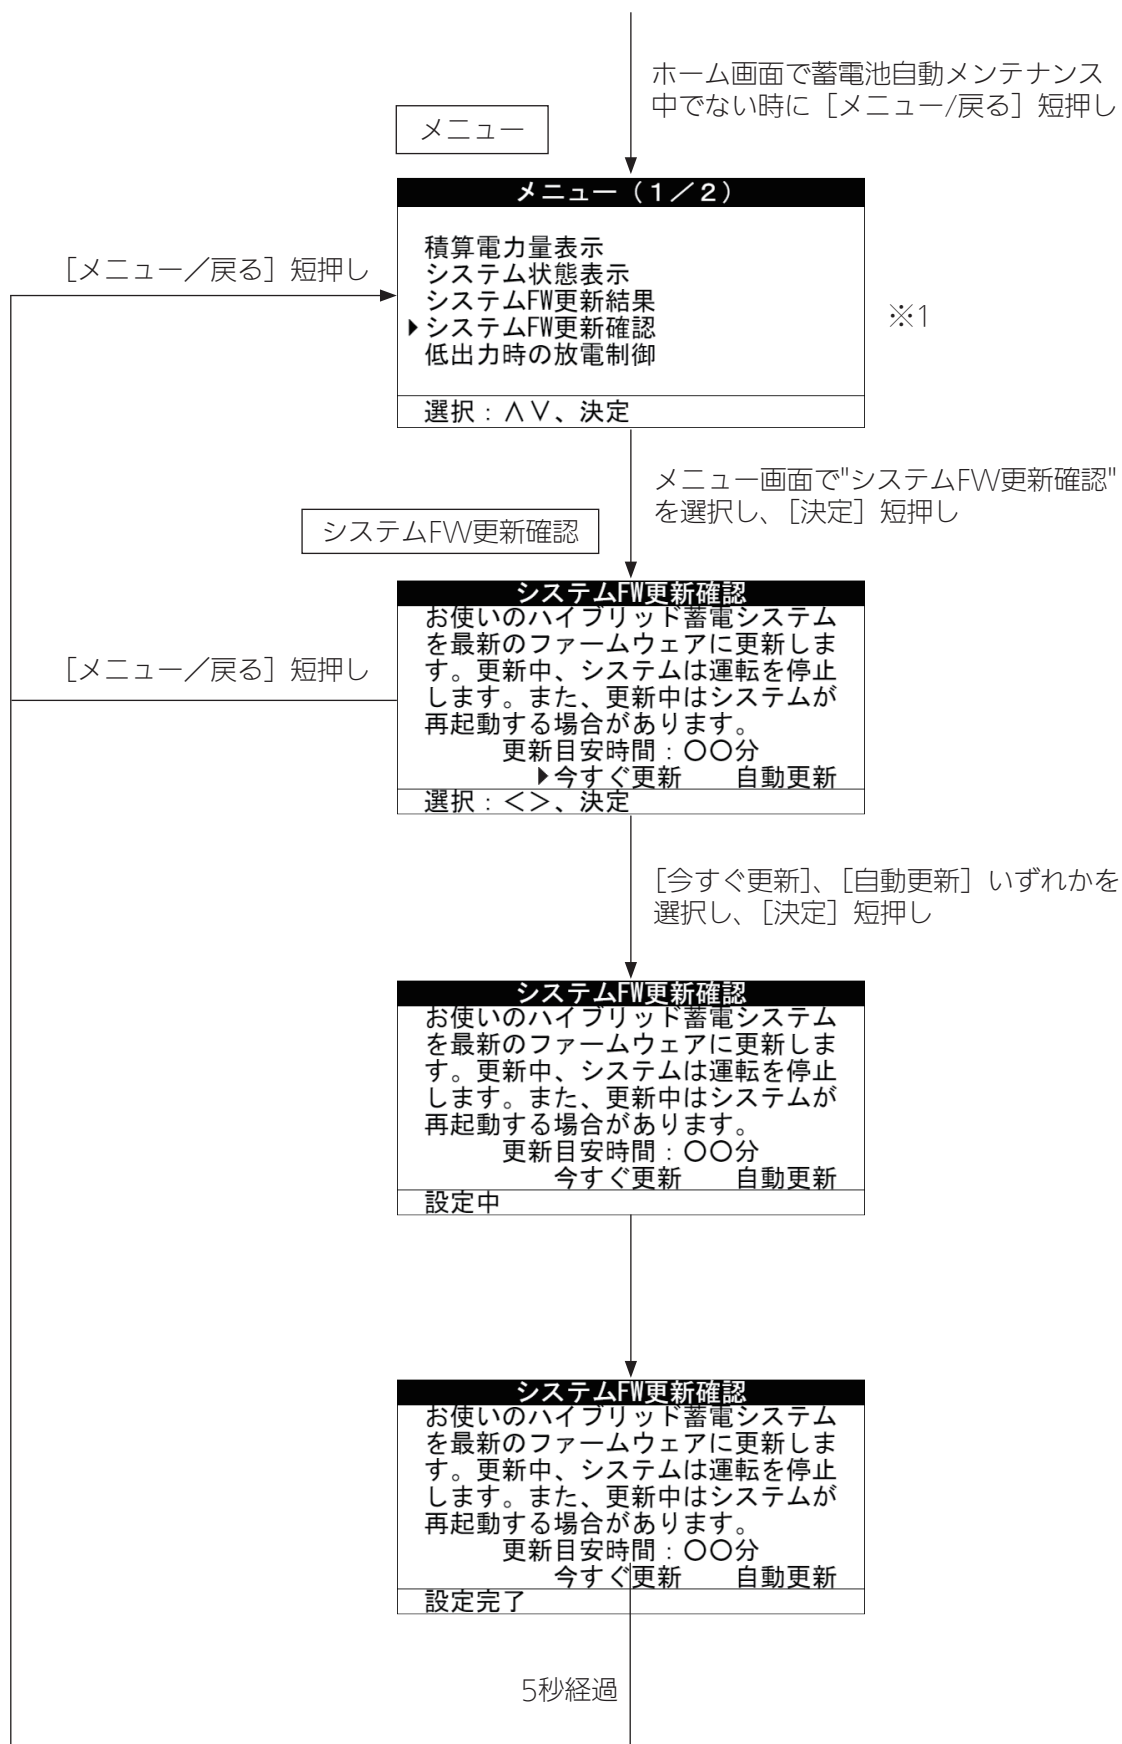 ホーム画面で蓄電池自動メンテナンス
中でない時に［メニュー/戻る］短押し
メニュー
メニュー（１／２）
積算電力量表示
システム状態表示
システムFW更新結果
▶システムFW更新確認
低出力時の放電制御
選択：∧∨、決定
［メニュー／戻る］短押し
※1
メニュー画面で"システムFW更新確認"
を選択し、［決定］短押し
システムFW更新確認
システムFW更新確認
お使いのハイブリッド蓄電システム
を最新のファームウェアに更新しま
す。更新中、システムは運転を停止
します。また、更新中はシステムが
再起動する場合があります。
更新目安時間：〇〇分
▶今すぐ更新　自動更新
選択：＜＞、決定
［メニュー／戻る］短押し
［今すぐ更新］、［自動更新］いずれかを
選択し、［決定］短押し
システムFW更新確認
お使いのハイブリッド蓄電システム
を最新のファームウェアに更新しま
す。更新中、システムは運転を停止
します。また、更新中はシステムが
再起動する場合があります。
更新目安時間：〇〇分
今すぐ更新　自動更新
設定中
システムFW更新確認
お使いのハイブリッド蓄電システム
を最新のファームウェアに更新しま
す。更新中、システムは運転を停止
します。また、更新中はシステムが
再起動する場合があります。
更新目安時間：〇〇分
今すぐ更新　自動更新
設定完了
5秒経過